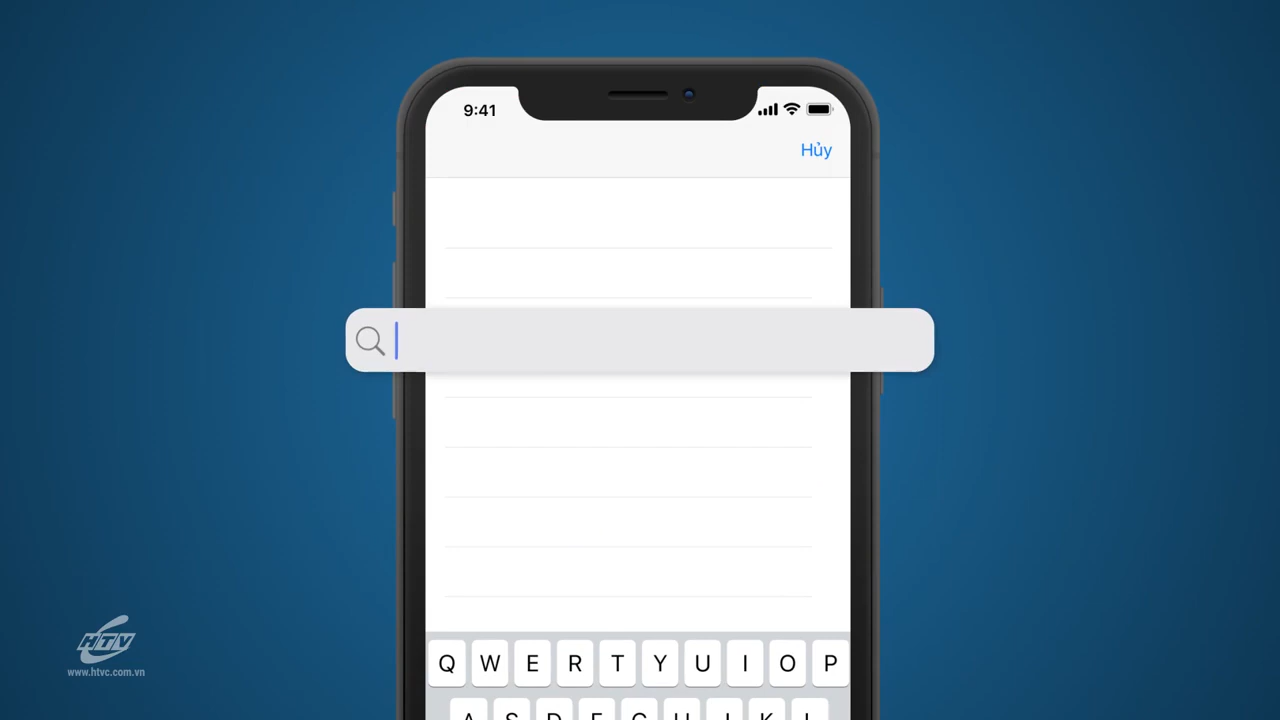 9:41
Hủy
Q W E R T Y U I O P
A S D F G H J K L
HTV
www.htvc.com.vn